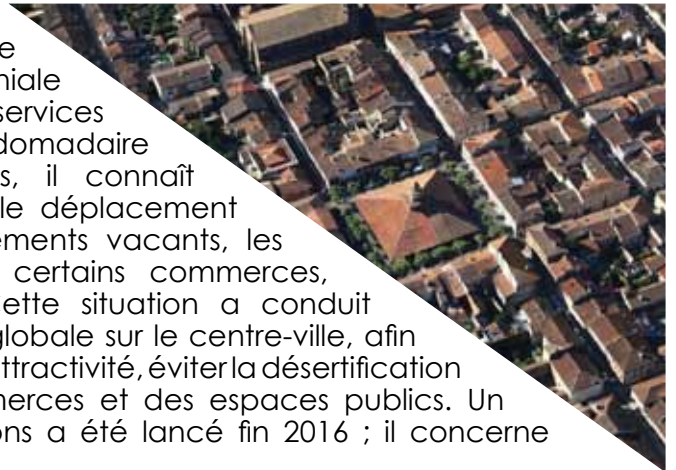 e
niale
services
domadaire
s, il connaît
le déplacement
ements vacants, les
certains commerces,
ette situation a conduit
globale sur le centre-ville, afin
ttractivité, éviter la désertification
merces et des espaces publics. Un
ons a été lancé fin 2016 ; il concerne